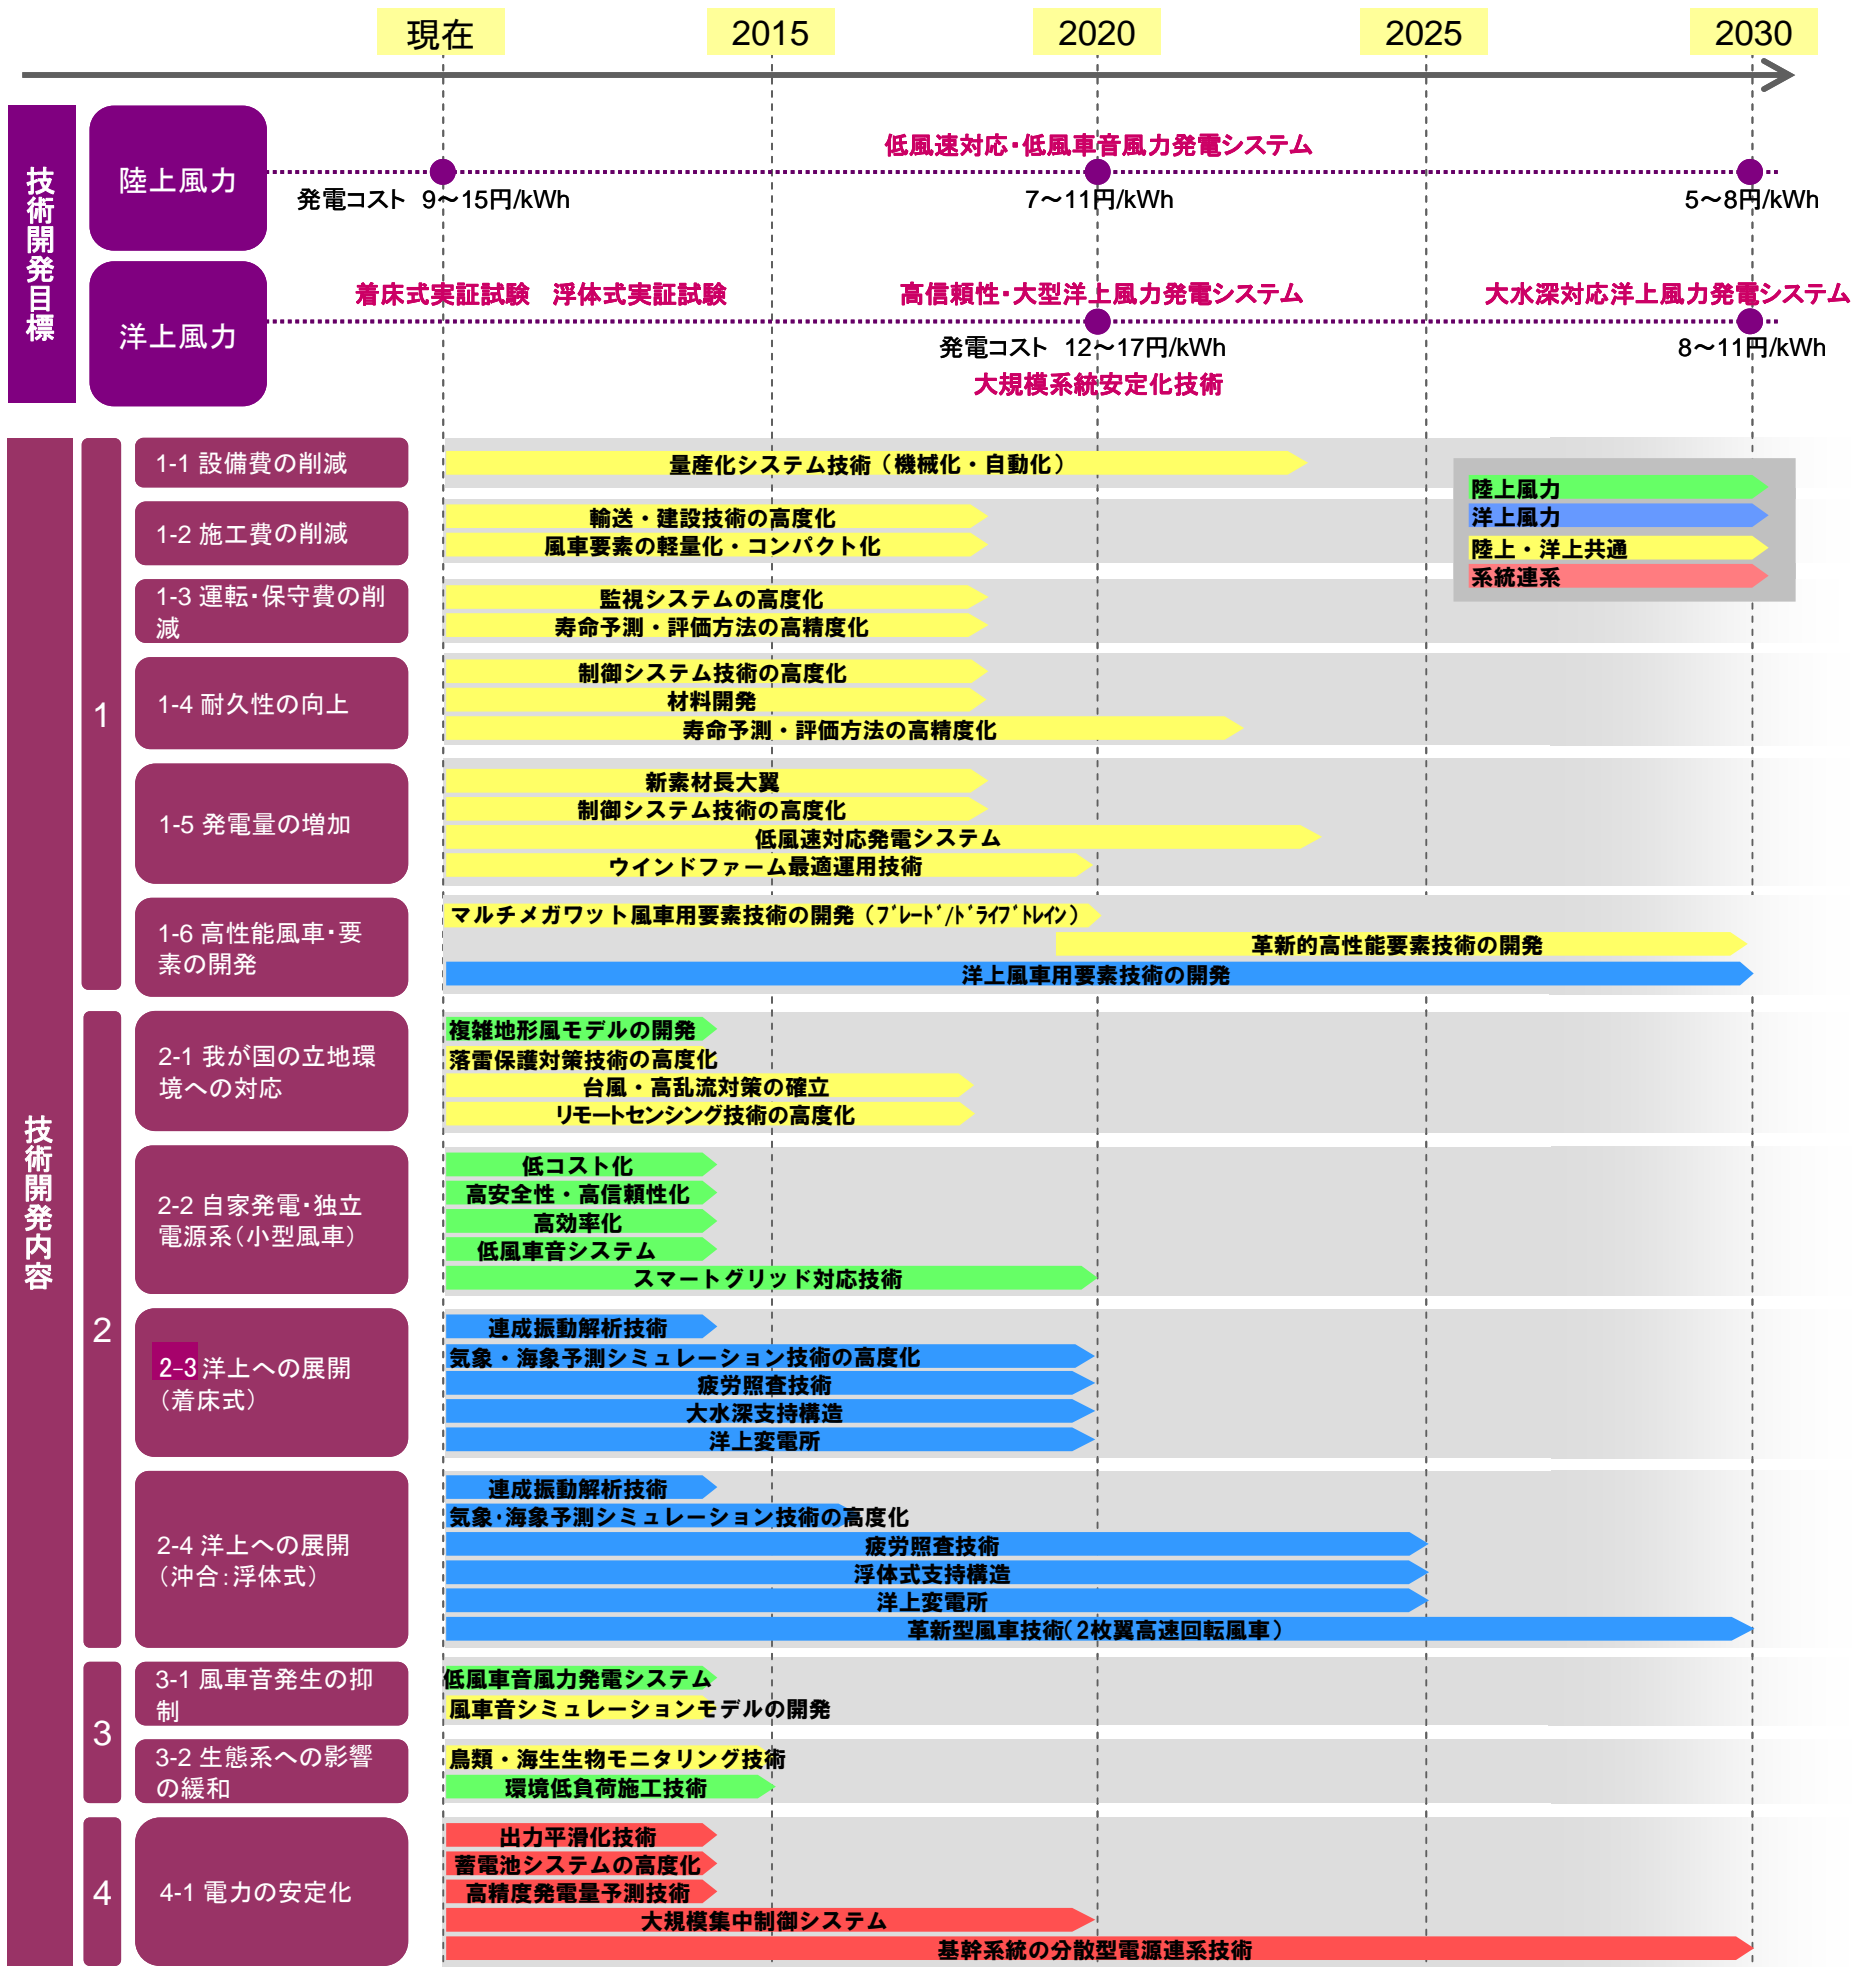 現在 2015 2020 2025 2030
技術開発目標
陸上風力
低風速対応・低風車音風力発電システム
発電コスト 9～15円/kWh 7～11円/kWh 5～8円/kWh
洋上風力
着床式実証試験 浮体式実証試験 高信頼性・大型洋上風力発電システム 大水深対応洋上風力発電システム
発電コスト 12～17円/kWh 8～11円/kWh
大規模系統安定化技術
陸上風力
洋上風力
陸上・洋上共通
系統連系
技術開発内容
1
1-1 設備費の削減
量産化システム技術（機械化・自動化）
1-2 施工費の削減
輸送・建設技術の高度化
風車要素の軽量化・コンパクト化
1-3 運転・保守費の削
減
監視システムの高度化
寿命予測・評価方法の高精度化
1-4 耐久性の向上
制御システム技術の高度化
材料開発
寿命予測・評価方法の高精度化
1-5 発電量の増加
新素材長大翼
制御システム技術の高度化
低風速対応発電システム
ウインドファーム最適運用技術
1-6 高性能風車・要
素の開発
マルチメガワット風車用要素技術の開発（ﾌﾞﾚｰﾄﾞ/ﾄﾞﾗｲﾌﾞﾄﾚｲﾝ）
革新的高性能要素技術の開発
洋上風車用要素技術の開発
2
2-1 我が国の立地環
境への対応
複雑地形風モデルの開発
落雷保護対策技術の高度化
台風・高乱流対策の確立
リモートセンシング技術の高度化
2-2 自家発電・独立
電源系（小型風車）
低コスト化
高安全性・高信頼性化
高効率化
低風車音システム
スマートグリッド対応技術
2-3 洋上への展開
（着床式）
連成振動解析技術
気象・海象予測シミュレーション技術の高度化
疲労照査技術
大水深支持構造
洋上変電所
2-4 洋上への展開
（沖合：浮体式）
連成振動解析技術
気象・海象予測シミュレーション技術の高度化
疲労照査技術
浮体式支持構造
洋上変電所
革新型風車技術（2枚翼高速回転風車）
3
3-1 風車音発生の抑
制
低風車音風力発電システム
風車音シミュレーションモデルの開発
3-2 生態系への影響
の緩和
鳥類・海生生物モニタリング技術
環境低負荷施工技術
4
4-1 電力の安定化
出力平滑化技術
蓄電池システムの高度化
高精度発電量予測技術
大規模集中制御システム
基幹系統の分散型電源連系技術